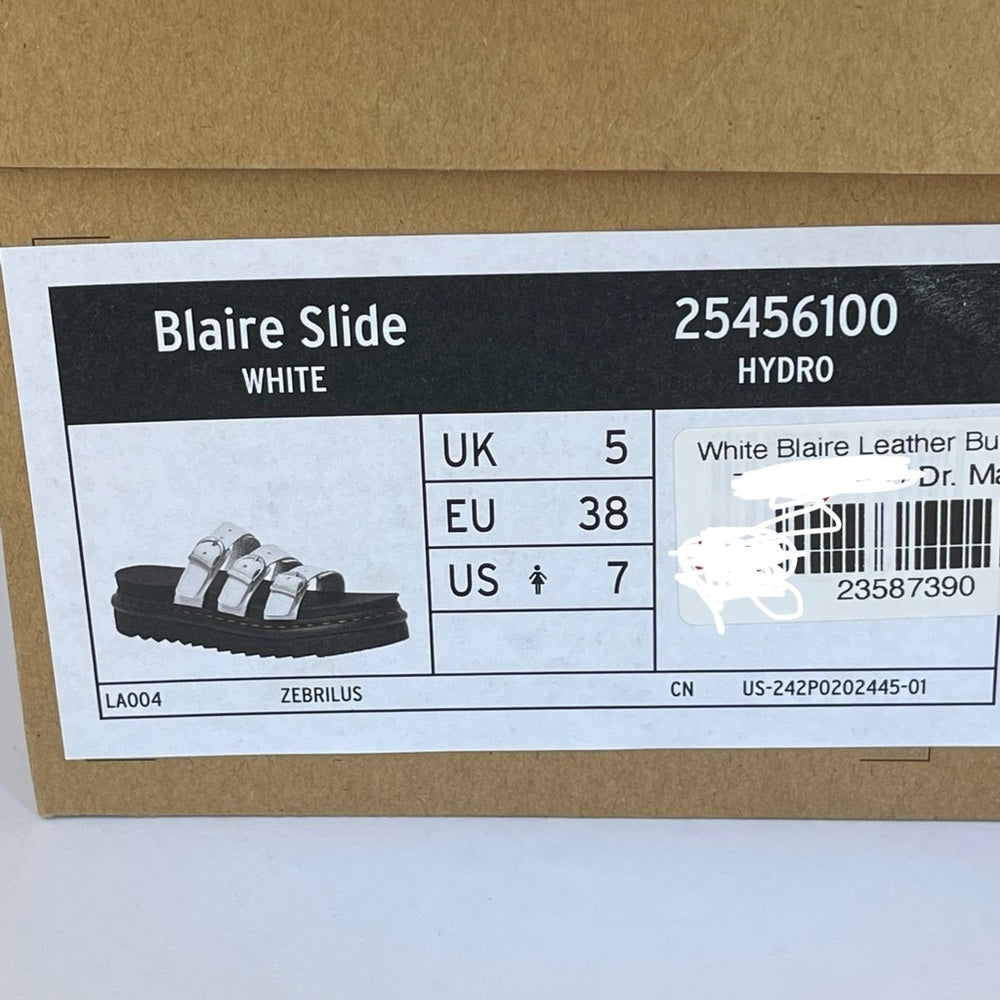 Blaire Slide
WHITE
25456100
HYDRO
UK 5
EU 38
US 7
White Blaire Leather Bu
Dr. Ma
23587390
LA004
ZEBRILUS
CN
US-242P0202445-01